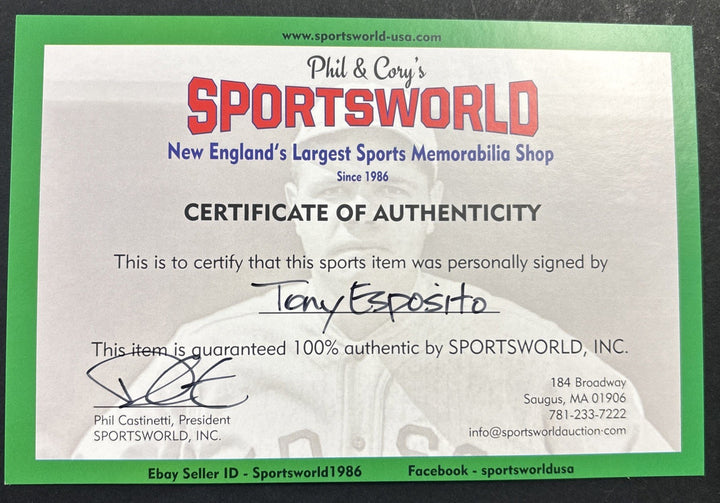 www.sportsworld-usa.com
Phil & Cory's
SPORTSWORLD
New England's Largest Sports Memorabilia Shop
Since 1986
CERTIFICATE OF AUTHENTICITY
This is to certify that this sports item was personally signed by
Tony Esposito
This item is guaranteed 100% authentic by SPORTSWORLD, INC.
Phil Castinetti, President
SPORTSWORLD, INC.
184 Broadway
Saugus, MA 01906
781-233-7222
info@sportsworldauction.com
Ebay Seller ID - Sportsworld1986 Facebook - sportsworldusa